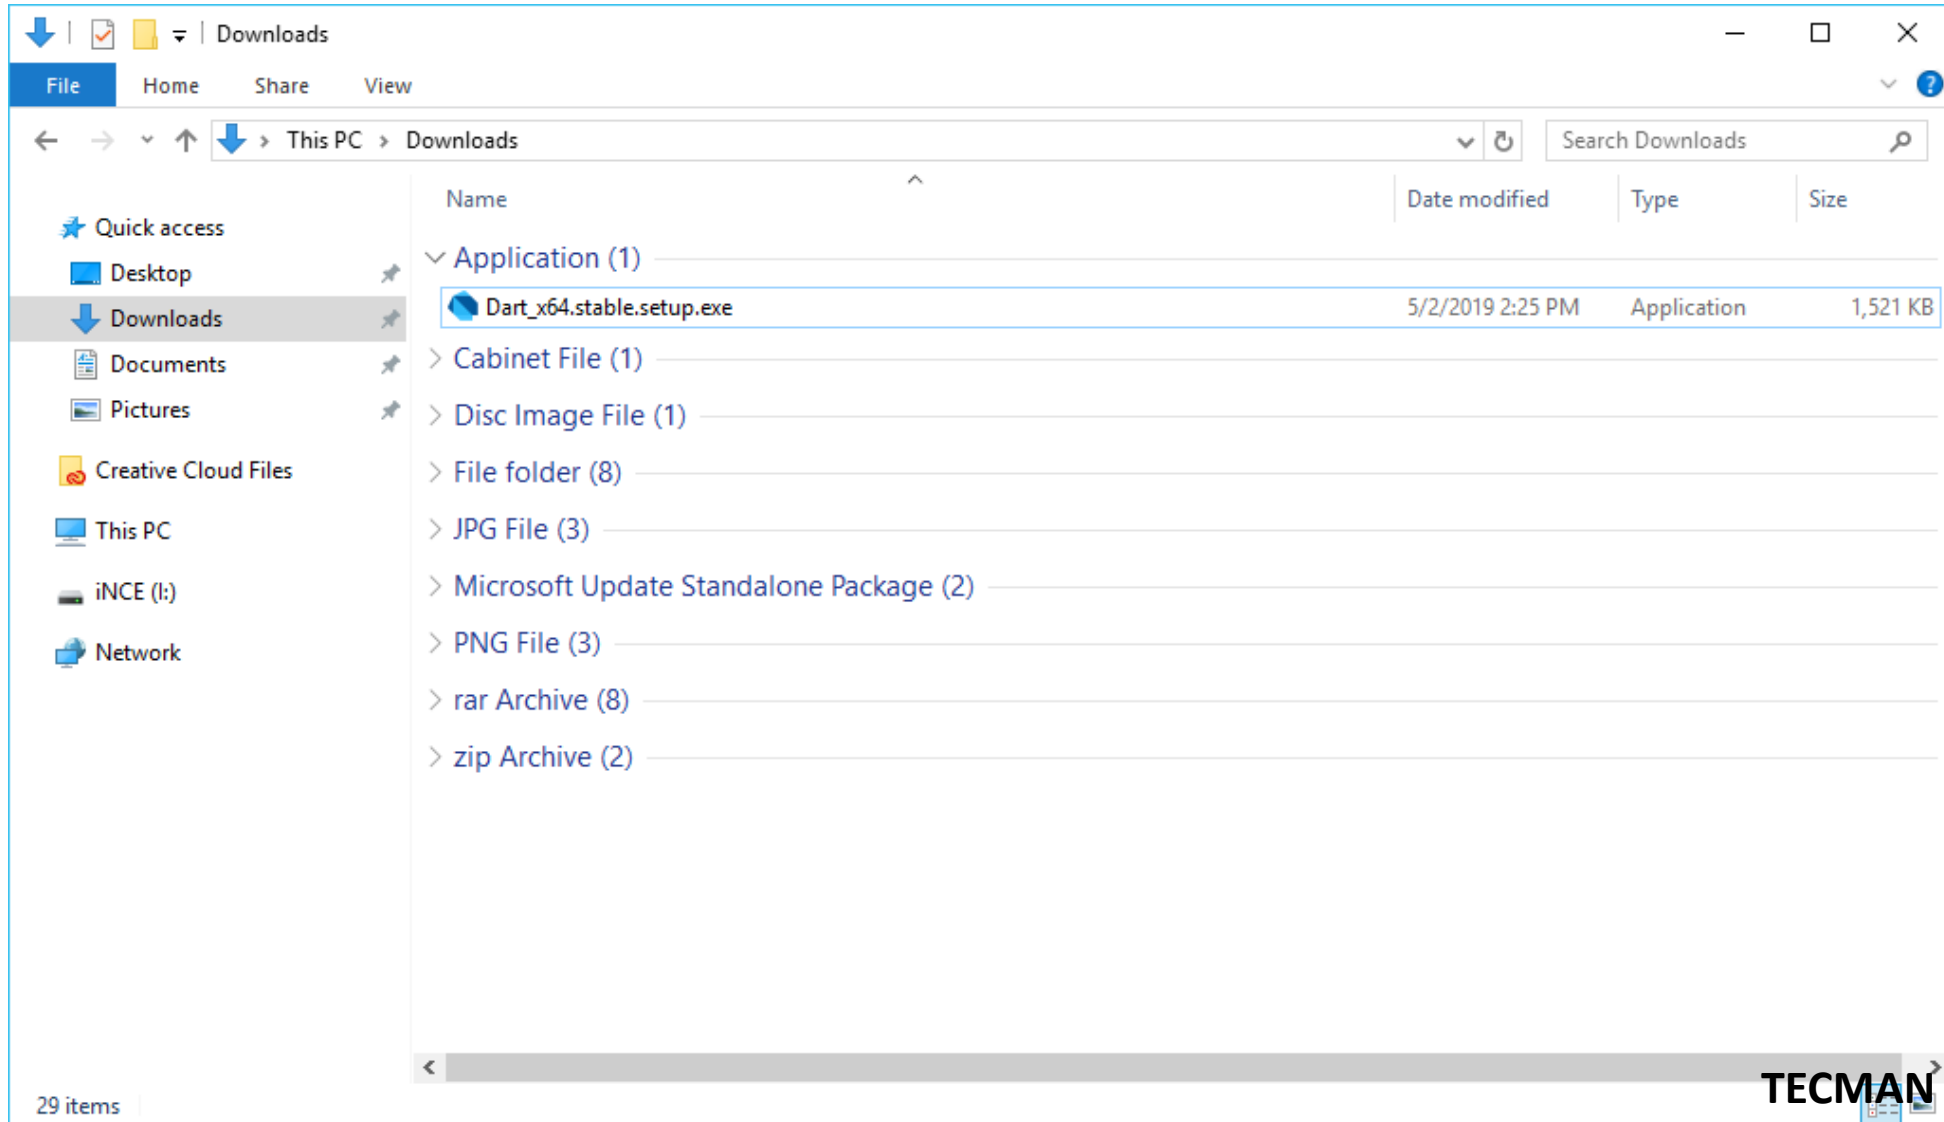 Downloads
File Home Share View
This PC Downloads Search Downloads
Name Date modified Type Size
Quick access
Desktop
Downloads
Documents
Pictures
Creative Cloud Files
This PC
iNCE (I:)
Network
Application (1)
Dart_x64.stable.setup.exe 5/2/2019 2:25 PM Application 1,521 KB
Cabinet File (1)
Disc Image File (1)
File folder (8)
JPG File (3)
Microsoft Update Standalone Package (2)
PNG File (3)
rar Archive (8)
zip Archive (2)
29 items
TECMAN